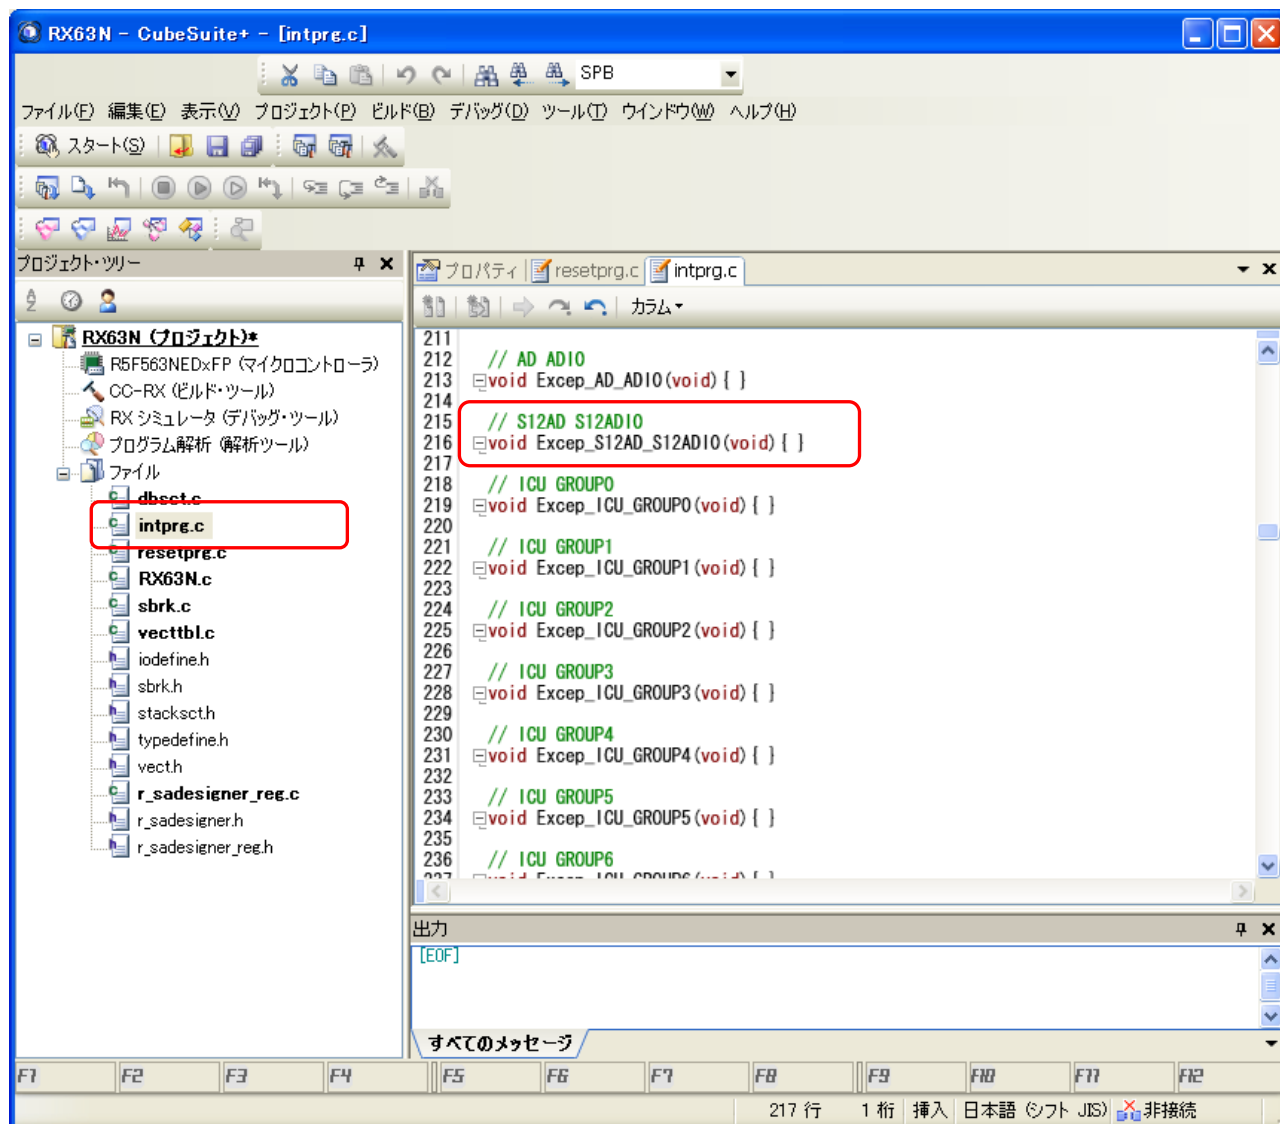 RX63N - CubeSuite+ - [intprg.c]
SPB
ファイル(F) 編集(E) 表示(V) プロジェクト(P) ビルド(B) デバッグ(D) ツール(T) ウインドウ(W) ヘルプ(H)
スタート(S)
プロジェクト・ツリー
RX63N (プロジェクト)*
R5F563NEDxFP (マイクロコントローラ)
CC-RX (ビルド・ツール)
RX シミュレータ (デバッグ・ツール)
プログラム解析 (解析ツール)
ファイル
dbsct.c
intprg.c
resetprg.c
RX63N.c
sbrk.c
vecttbl.c
iodefine.h
sbrk.h
stacksct.h
typedefine.h
vect.h
r_sadesigner_reg.c
r_sadesigner.h
r_sadesigner_reg.h
プロパティ resetprg.c intprg.c
カラム
211
212 // AD ADI0
213 void Excep_AD_ADI0(void){ }
214
215 // S12AD S12ADI0
216 void Excep_S12AD_S12ADI0(void){ }
217
218 // ICU GROUP0
219 void Excep_ICU_GROUP0(void){ }
220
221 // ICU GROUP1
222 void Excep_ICU_GROUP1(void){ }
223
224 // ICU GROUP2
225 void Excep_ICU_GROUP2(void){ }
226
227 // ICU GROUP3
228 void Excep_ICU_GROUP3(void){ }
229
230 // ICU GROUP4
231 void Excep_ICU_GROUP4(void){ }
232
233 // ICU GROUP5
234 void Excep_ICU_GROUP5(void){ }
235
236 // ICU GROUP6
237 void Excep_ICU_GROUP6(void){ }
出力
[EOF]
すべてのメッセージ
F1 F2 F3 F4 F5 F6 F7 F8 F9 F10 F11 F12
217 行 1 桁 挿入 日本語 (シフト JIS) 非接続